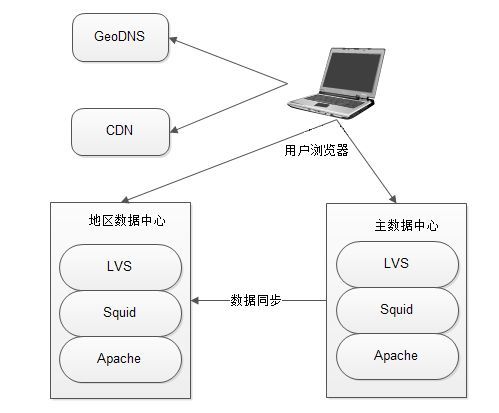 GeoDNS
CDN
用户浏览器
地区数据中心
LVS
Squid
Apache
数据同步
主数据中心
LVS
Squid
Apache